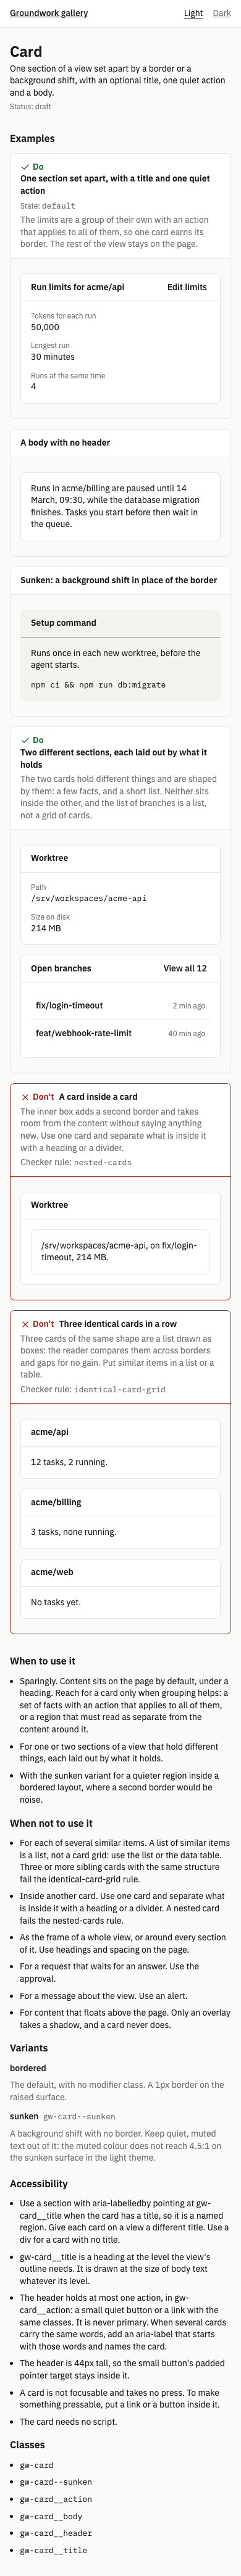 Groundwork gallery
Light
Dark
Card
One section of a view set apart by a border or a
background shift, with an optional title, one quiet action
and a body.
Status: draft
Examples
Do
One section set apart, with a title and one quiet
action
State: default
The limits are a group of their own with an action
that applies to all of them, so one card earns its
border. The rest of the view stays on the page.
Run limits for acme/api
Edit limits
Tokens for each run
50,000
Longest run
30 minutes
Runs at the same time
4
A body with no header
Runs in acme/billing are paused until 14
March, 09:30, while the database migration
finishes. Tasks you start before then wait in
the queue.
Sunken: a background shift in place of the border
Setup command
Runs once in each new worktree, before the
agent starts.
npm ci && npm run db:migrate
Do
Two different sections, each laid out by what it
holds
The two cards hold different things and are shaped
by them: a few facts, and a short list. Neither sits
inside the other, and the list of branches is a list,
not a grid of cards.
Worktree
Path
/srv/workspaces/acme-api
Size on disk
214 MB
Open branches
View all 12
fix/login-timeout
2 min ago
feat/webhook-rate-limit
40 min ago
Don't A card inside a card
The inner box adds a second border and takes
room from the content without saying anything
new. Use one card and separate what is inside it
with a heading or a divider.
Checker rule: nested-cards
Worktree
/srv/workspaces/acme-api, on fix/login-
timeout, 214 MB.
Don't Three identical cards in a row
Three cards of the same shape are a list drawn as
boxes: the reader compares them across borders
and gaps for no gain. Put similar items in a list or a
table.
Checker rule: identical-card-grid
acme/api
12 tasks, 2 running.
acme/billing
3 tasks, none running.
acme/web
No tasks yet.
When to use it
Sparingly. Content sits on the page by default, under a
heading. Reach for a card only when grouping helps: a
set of facts with an action that applies to all of them,
or a region that must read as separate from the
content around it.
For one or two sections of a view that hold different
things, each laid out by what it holds.
With the sunken variant for a quieter region inside a
bordered layout, where a second border would be
noise.
When not to use it
For each of several similar items. A list of similar items
is a list, not a card grid: use the list or the data table.
Three or more sibling cards with the same structure
fail the identical-card-grid rule.
Inside another card. Use one card and separate what
is inside it with a heading or a divider. A nested card
fails the nested-cards rule.
As the frame of a whole view, or around every section
of it. Use headings and spacing on the page.
For a request that waits for an answer. Use the
approval.
For a message about the view. Use an alert.
For content that floats above the page. Only an overlay
takes a shadow, and a card never does.
Variants
bordered
The default, with no modifier class. A 1px border on the
raised surface.
sunken gw-card--sunken
A background shift with no border. Keep quiet, muted
text out of it: the muted colour does not reach 4.5:1 on
the sunken surface in the light theme.
Accessibility
Use a section with aria-labelledby pointing at gw-
card__title when the card has a title, so it is a named
region. Give each card on a view a different title. Use a
div for a card with no title.
gw-card__title is a heading at the level the view's
outline needs. It is drawn at the size of body text
whatever its level.
The header holds at most one action, in gw-
card__action: a small quiet button or a link with the
same classes. It is never primary. When several cards
carry the same words, add an aria-label that starts
with those words and names the card.
The header is 44px tall, so the small button's padded
pointer target stays inside it.
A card is not focusable and takes no press. To make
something pressable, put a link or a button inside it.
The card needs no script.
Classes
gw-card
gw-card--sunken
gw-card__action
gw-card__body
gw-card__header
gw-card__title